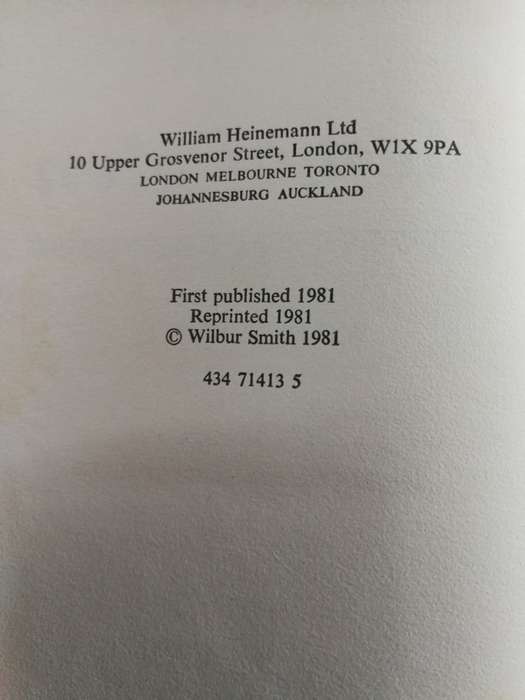 William Heinemann Ltd
10 Upper Grosvenor Street, London, W1X 9PA
LONDON MELBOURNE TORONTO
JOHANNESBURG AUCKLAND
First published 1981
Reprinted 1981
© Wilbur Smith 1981
434 71413 5